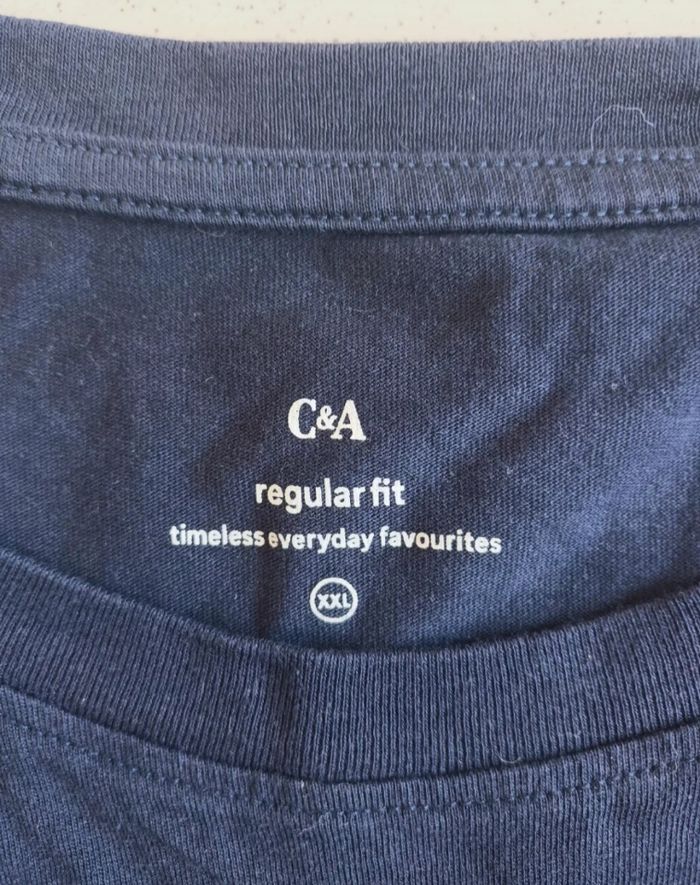 C&A
regular fit
timeless everyday favourites
XXL